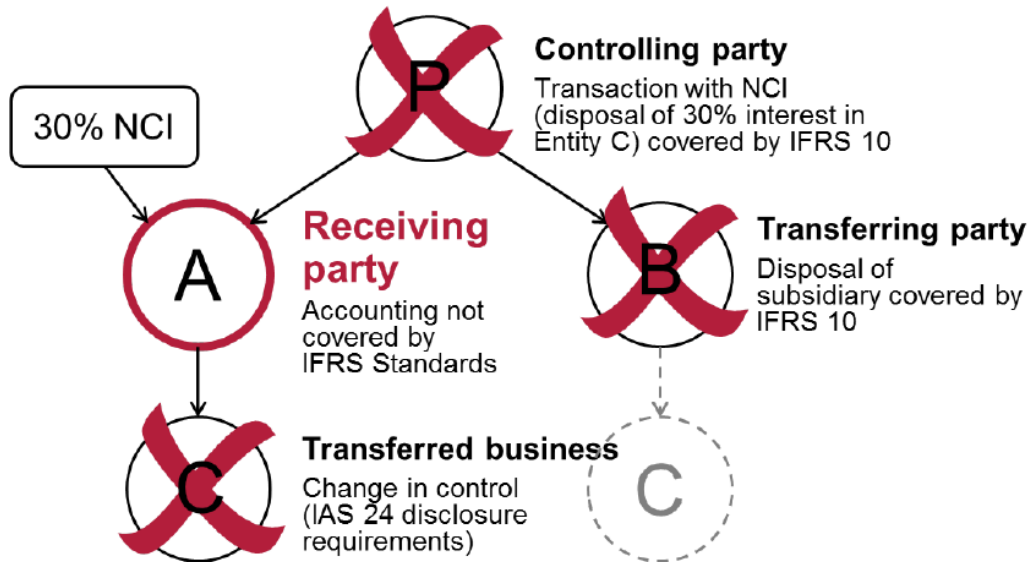 P
Controlling party
Transaction with NCI
(disposal of 30% interest in
Entity C) covered by IFRS 10
30% NCI
A
Receiving
party
Accounting not
covered by
IFRS Standards
B
Transferring party
Disposal of
subsidiary covered by
IFRS 10
C
Transferred business
Change in control
(IAS 24 disclosure
requirements)
C